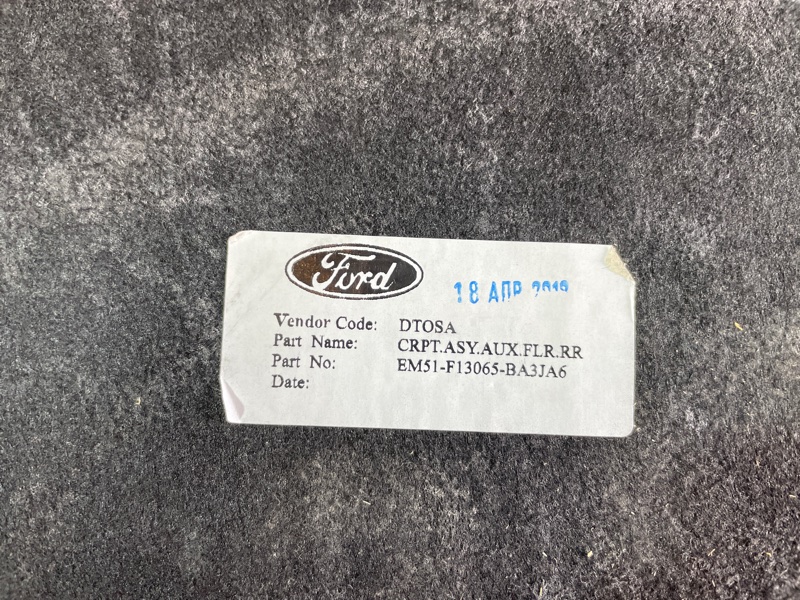 Ford
18 АПР 2019
Vendor Code: DTOSA
Part Name: CRPT.ASY.AUX.FLR.RR
Part No: EM51-F13065-BA3JA6
Date: